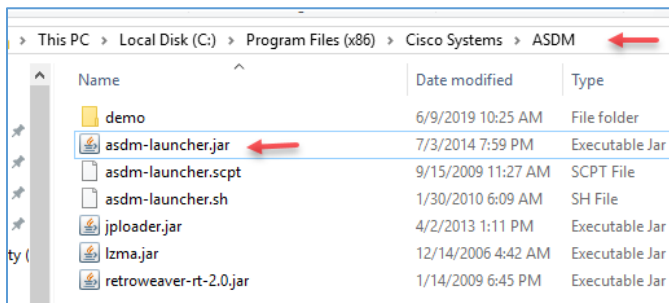 This PC > Local Disk (C:) > Program Files (x86) > Cisco Systems > ASDM
Name Date modified Type
demo 6/9/2019 10:25 AM File folder
asdm-launcher.jar 7/3/2014 7:59 PM Executable Jar
asdm-launcher.scpt 9/15/2009 11:27 AM SCPT File
asdm-launcher.sh 1/30/2010 6:09 AM SH File
jploader.jar 4/2/2013 1:11 PM Executable Jar
ty ( lzma.jar 12/14/2006 4:42 AM Executable Jar
retroweaver-rt-2.0.jar 1/14/2009 6:45 PM Executable Jar